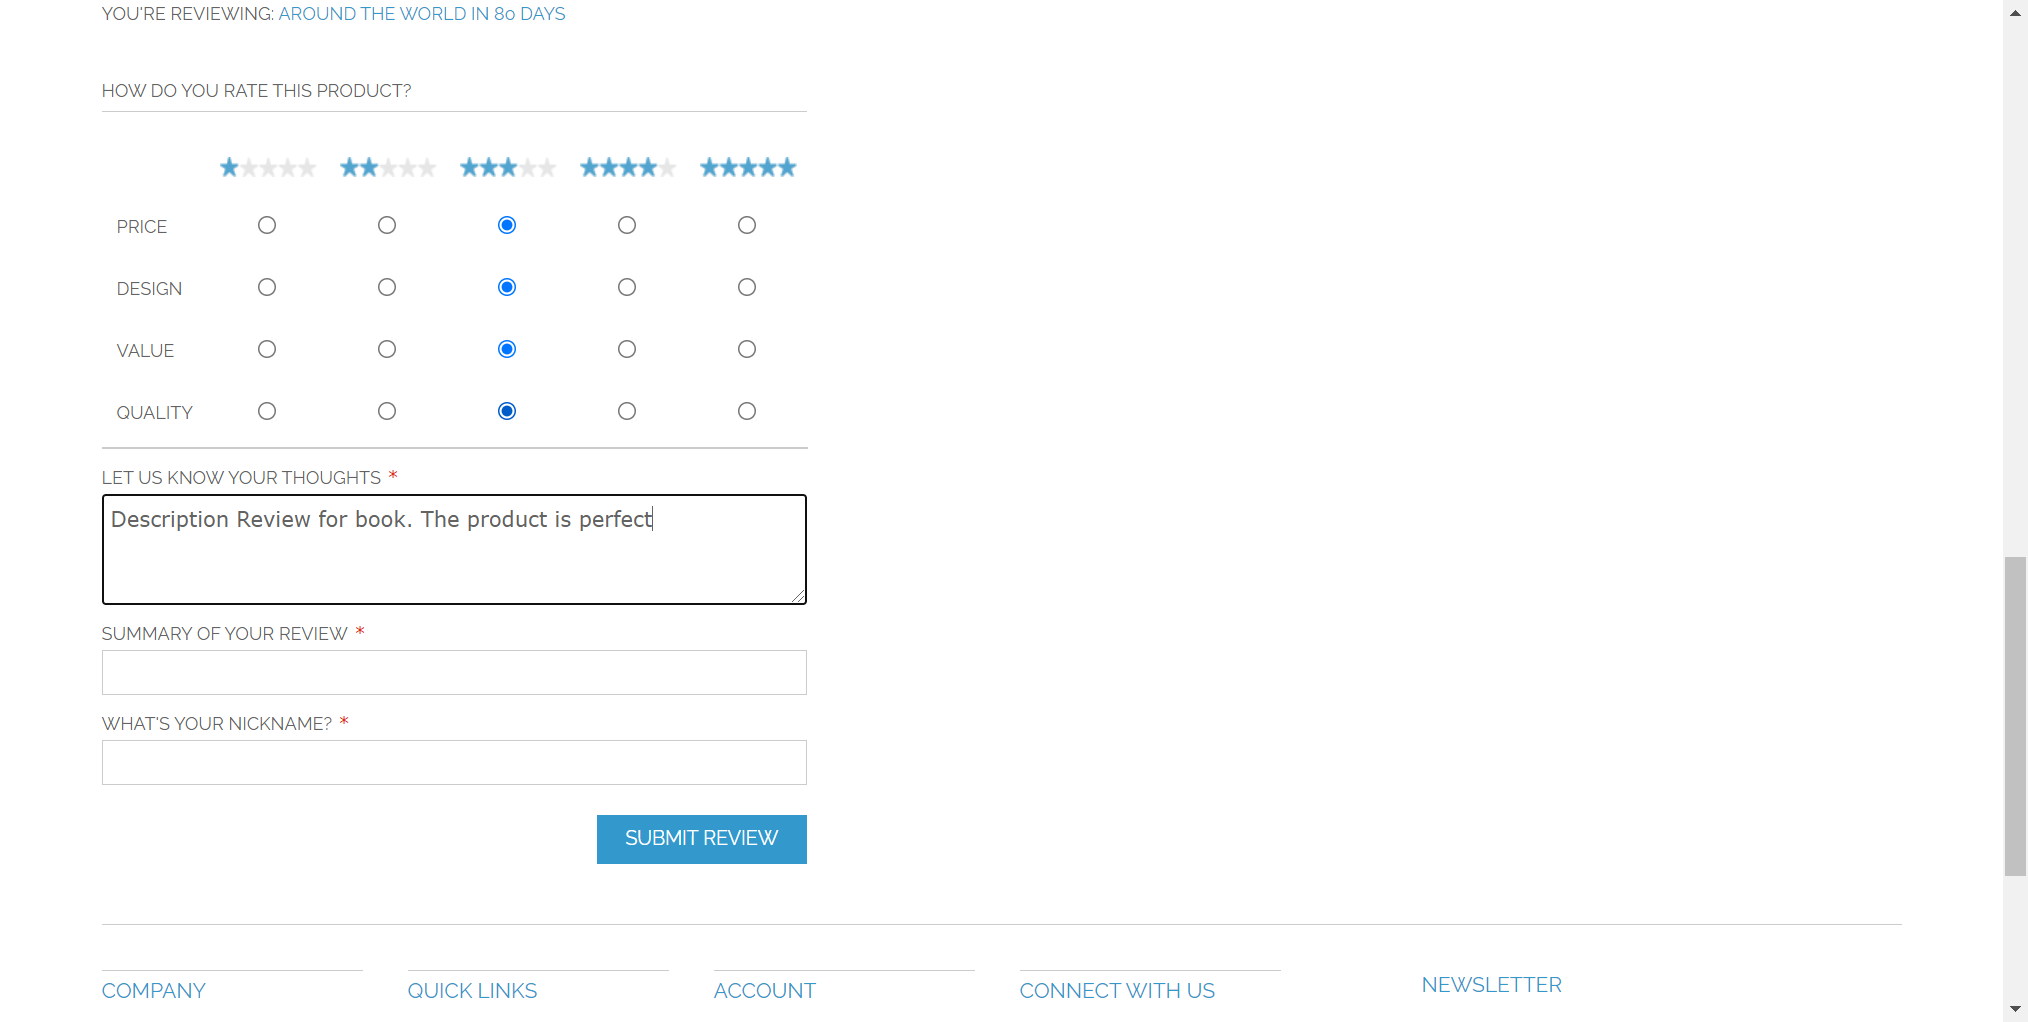 YOU'RE REVIEWING: AROUND THE WORLD IN 80 DAYS
HOW DO YOU RATE THIS PRODUCT?
PRICE
DESIGN
VALUE
QUALITY
LET US KNOW YOUR THOUGHTS *
Description Review for book. The product is perfect
SUMMARY OF YOUR REVIEW *
WHAT'S YOUR NICKNAME? *
SUBMIT REVIEW
COMPANY
QUICK LINKS
ACCOUNT
CONNECT WITH US
NEWSLETTER